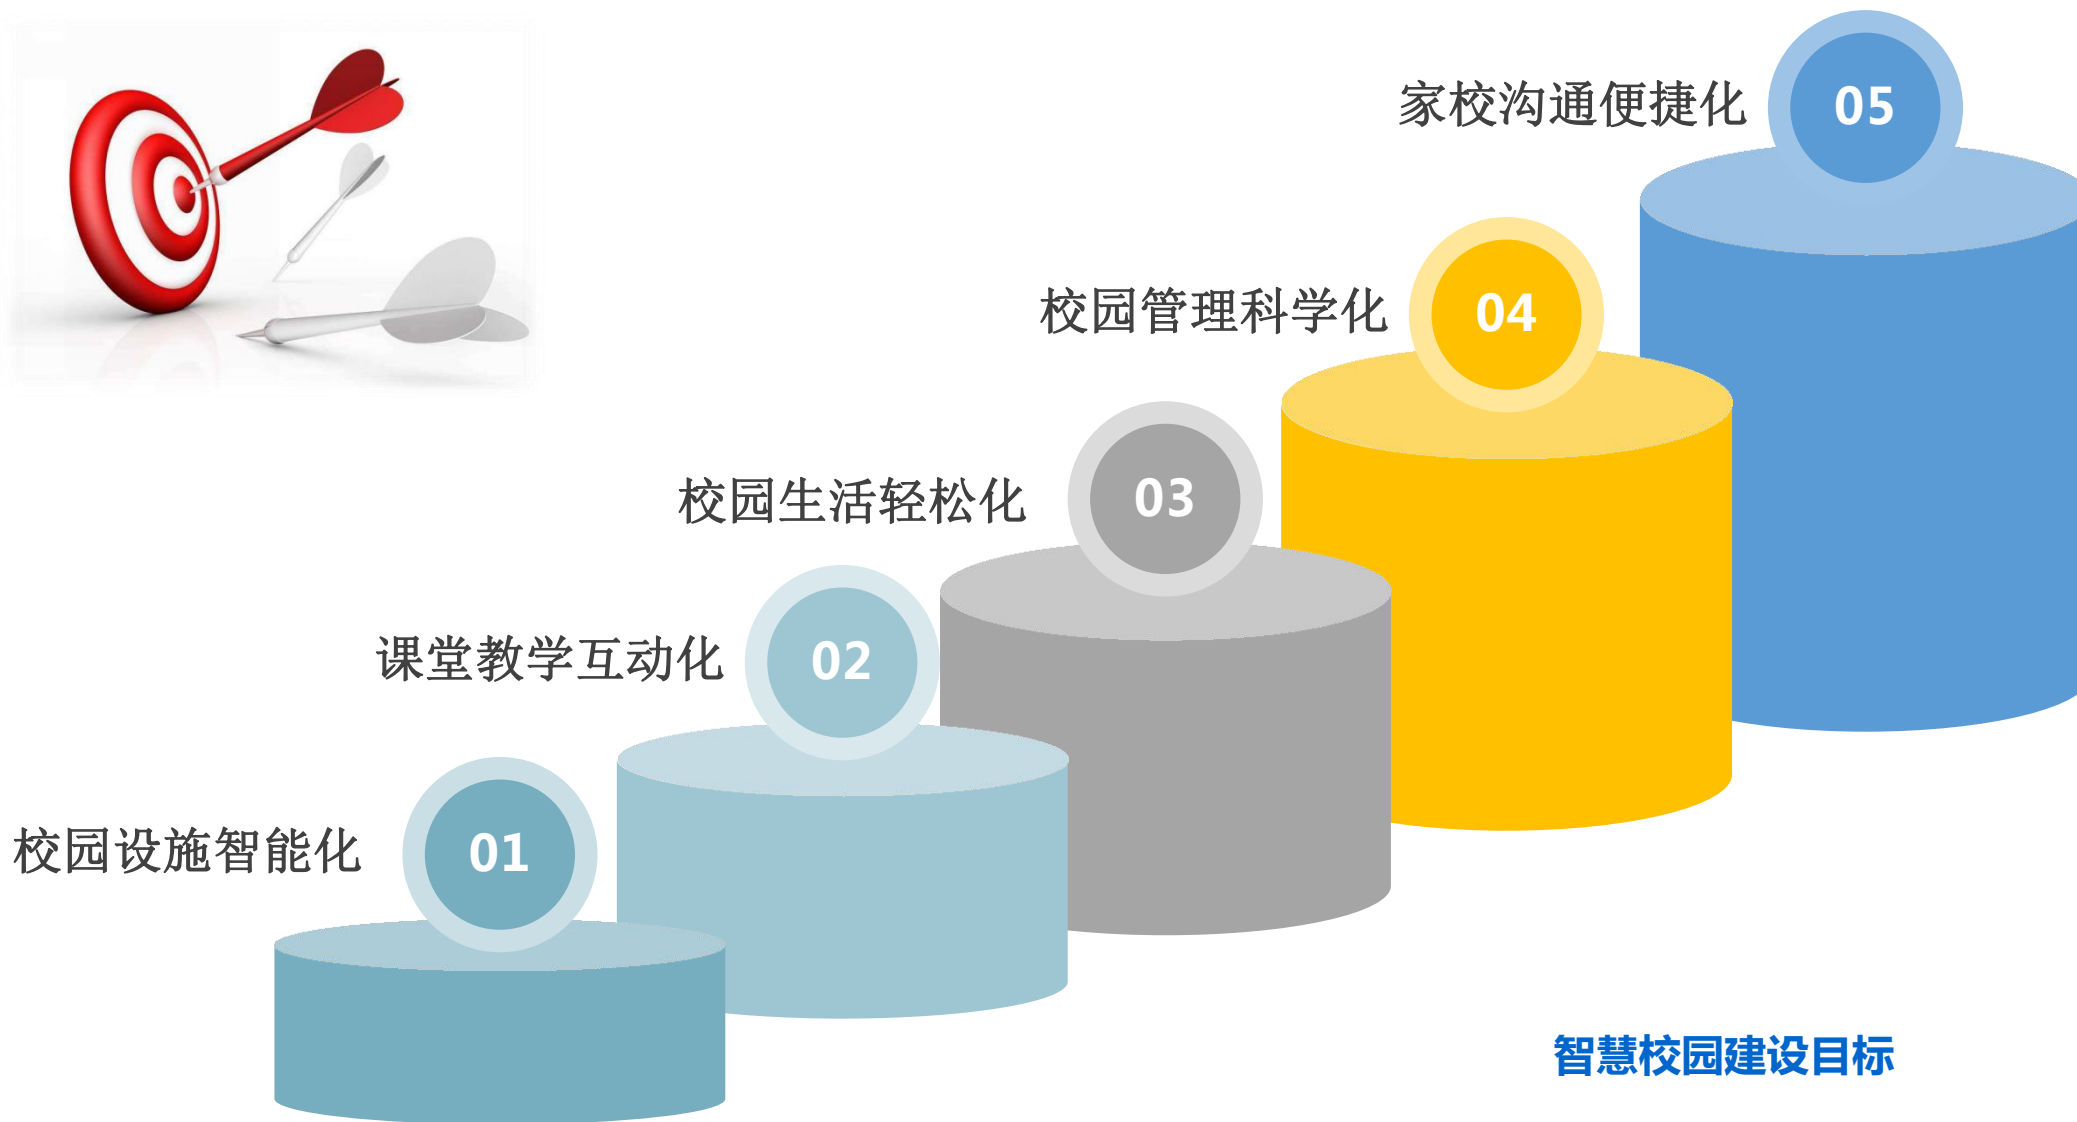 家校沟通便捷化
05
校园管理科学化
04
校园生活轻松化
03
课堂教学互动化
02
校园设施智能化
01
智慧校园建设目标